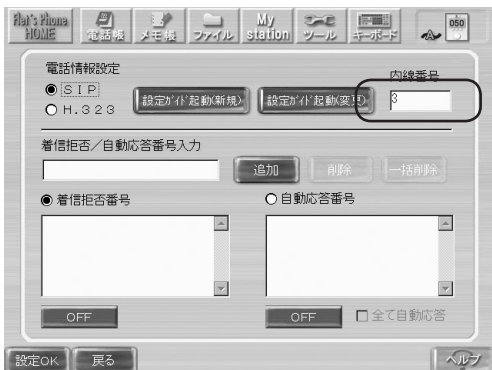 Flet's Phone HOME
電話帳
メモ帳
ファイル
My station
ツール
キーボード
050
電話情報設定
内線番号
SIP
H.323
設定ガイド起動(新規)
設定ガイド起動(変更)
3
着信拒否/自動応答番号入力
追加
削除
一括削除
着信拒否番号
自動応答番号
OFF
OFF
全て自動応答
設定OK
戻る
ヘルプ